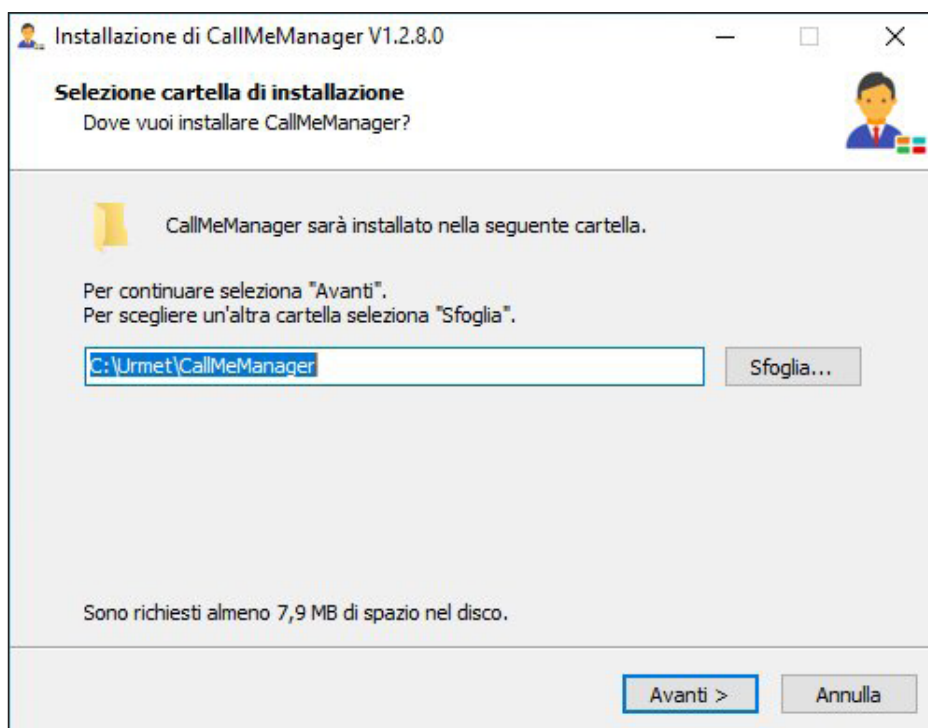 Installazione di CallMeManager V1.2.8.0
Selezione cartella di installazione
Dove vuoi installare CallMeManager?
CallMeManager sarà installato nella seguente cartella.
Per continuare seleziona "Avanti".
Per scegliere un'altra cartella seleziona "Sfoglia".
C:\Urmet\CallMeManager
Sfoglia...
Sono richiesti almeno 7,9 MB di spazio nel disco.
Avanti >
Annulla